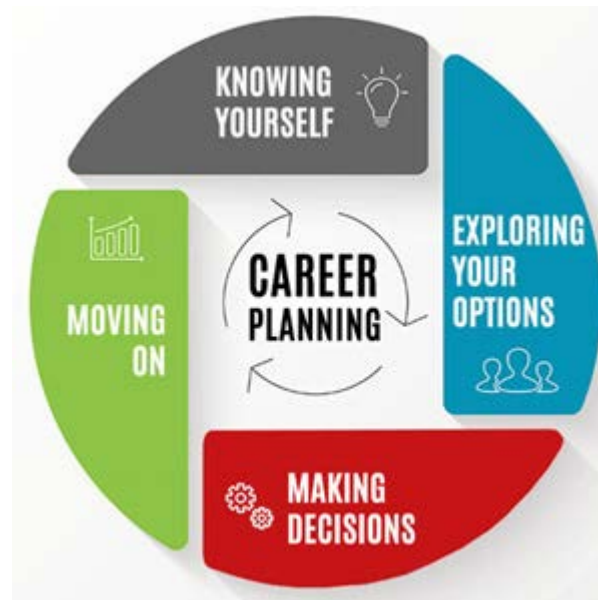 KNOWING
YOURSELF
EXPLORING
YOUR
OPTIONS
MAKING
DECISIONS
MOVING
ON
CAREER
PLANNING